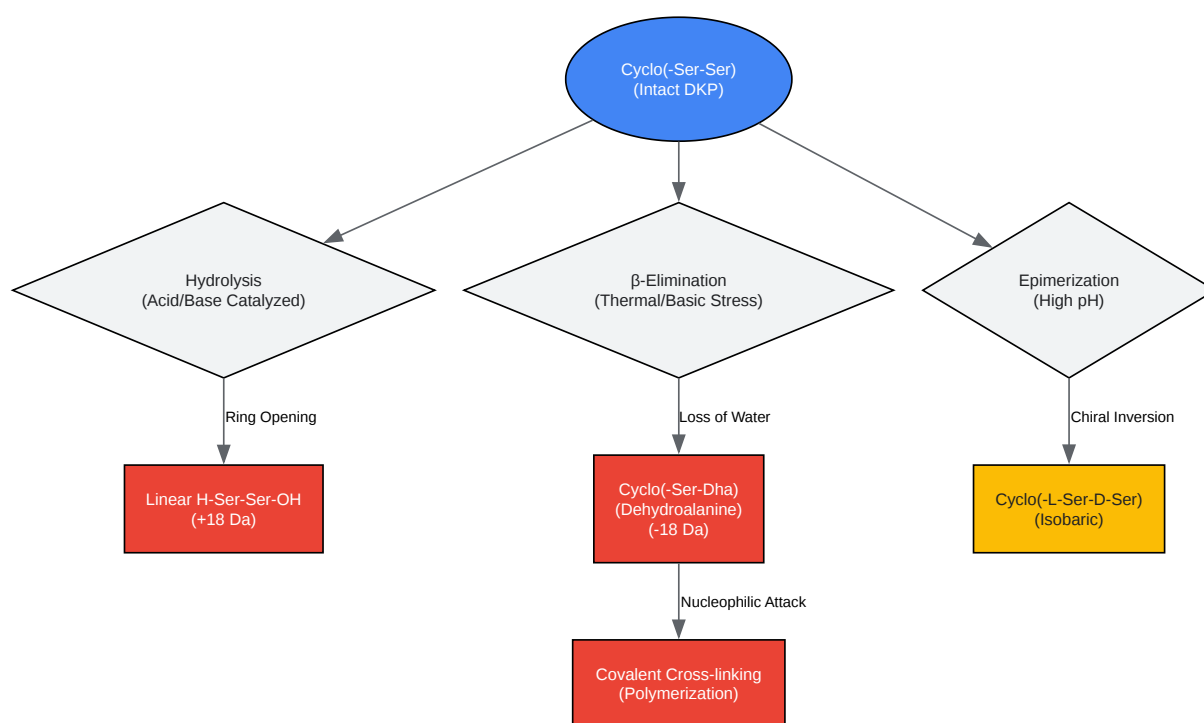 Cyclo(-Ser-Ser)
(Intact DKP)
Hydrolysis
(Acid/Base Catalyzed)
β-Elimination
(Thermal/Basic Stress)
Epimerization
(High pH)
Ring Opening
Loss of Water
Chiral Inversion
Linear H-Ser-Ser-OH
(+18 Da)
Cyclo(-Ser-Dha)
(Dehydroalanine)
(-18 Da)
Cyclo(-L-Ser-D-Ser)
(Isobaric)
Nucleophilic Attack
Covalent Cross-linking
(Polymerization)